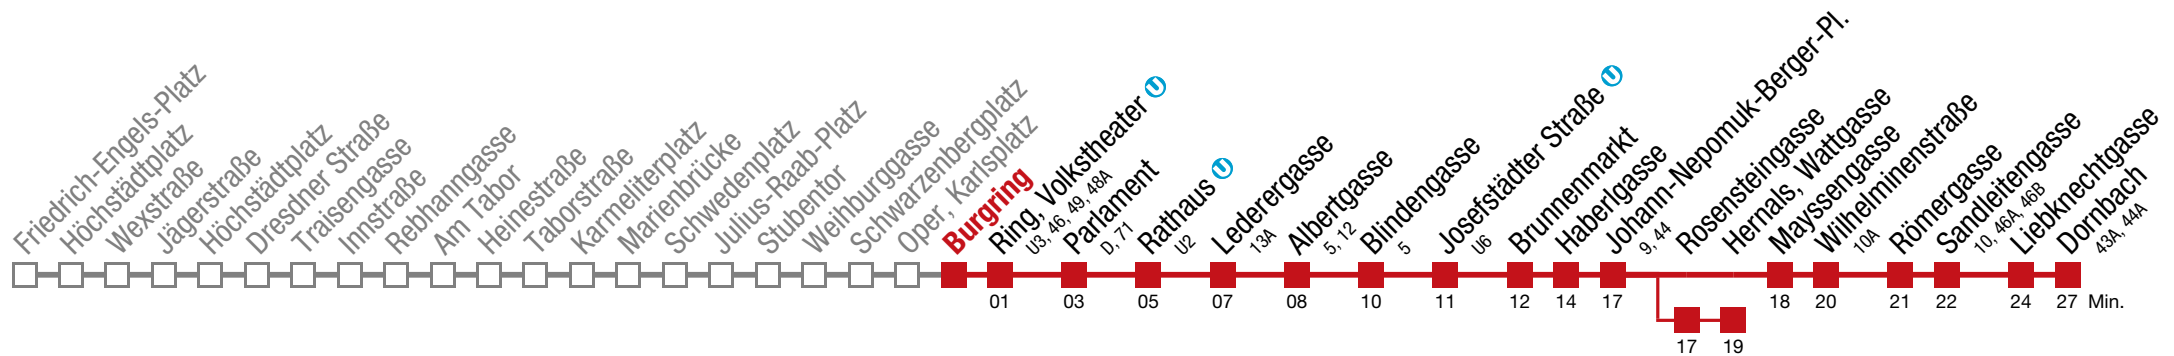 Friedrich-Engels-Platz
Höchstädtplatz
Wexstraße
Jägerstraße
Höchstädtplatz
Dresdner Straße
Traisengasse
Innstraße
Rebhanngasse
Am Tabor
Heinestraße
Taborstraße
Karmeliterplatz
Marienbrücke
Schwedenplatz
Julius-Raab-Platz
Stubentor
Weihburggasse
Schwarzenbergplatz
Oper, Karlsplatz
Burgring
Ring, Volkstheater U
U3, 46, 49, 48A
Parlament
D, 71
Rathaus U
U2
Lederergasse
13A
Albertgasse
5, 12
Blindengasse
5
Josefstädter Straße U
U6
Brunnenmarkt
Haberlgasse
Johann-Nepomuk-Berger-Pl.
9, 44
Rosensteingasse
Hernals, Wattgasse
Mayssengasse
Wilhelminenstraße
10A
Römergasse
Sandleitengasse
10, 46A, 46B
Liebknechtgasse
Dornbach
43A, 44A
01 03 05 07 08 10 11 12 14 17 18 20 21 22 24 27 Min.
17 19